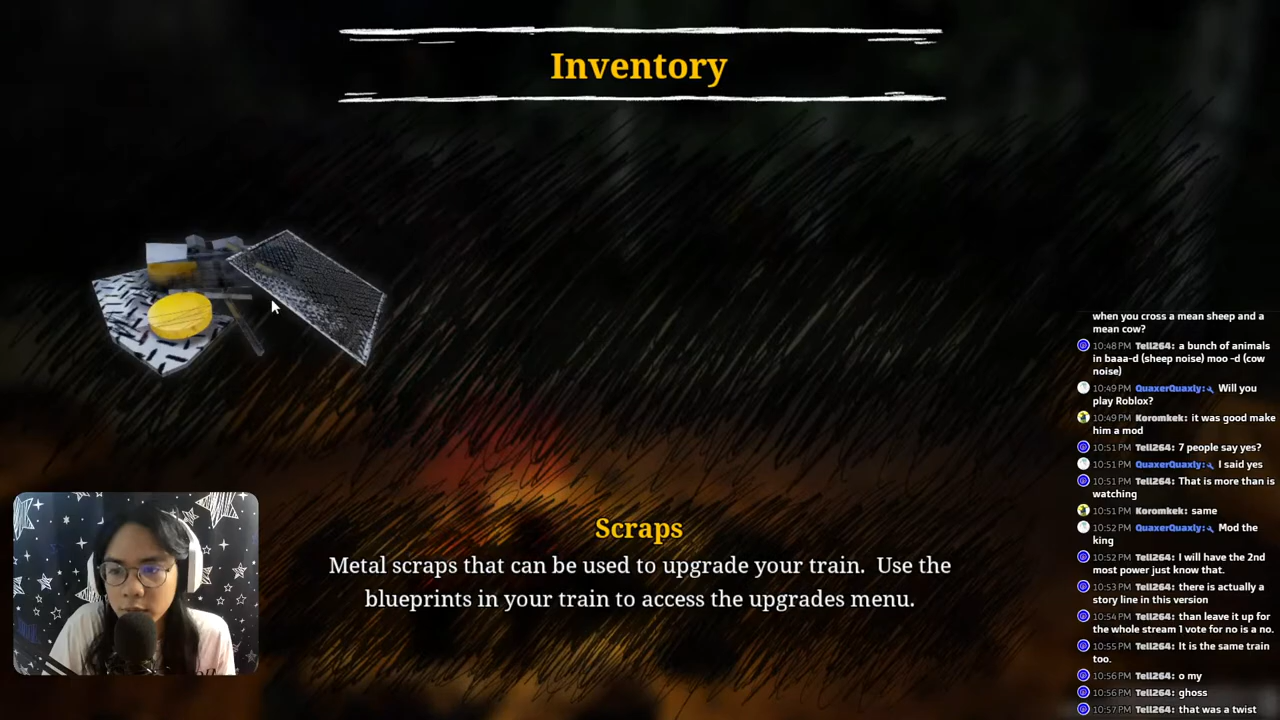 Inventory
Scraps
Metal scraps that can be used to upgrade your train.  Use the
blueprints in your train to access the upgrades menu.
when you cross a mean sheep and a
mean cow?
10:48 PM Tell264: a bunch of animals
in baaa-d (sheep noise) moo -d (cow
noise)
10:49 PM QuaxerQuaxly: Will you
play Roblox?
10:49 PM Koromkek: it was good make
him a mod
10:51 PM Tell264: 7 people say yes?
10:51 PM QuaxerQuaxly: I said yes
10:51 PM Tell264: That is more than is
watching
10:51 PM Koromkek: same
10:52 PM QuaxerQuaxly: Mod the
king
10:52 PM Tell264: I will have the 2nd
most power just know that.
10:53 PM Tell264: there is actually a
story line in this version
10:54 PM Tell264: than leave it up for
the whole stream 1 vote for no is a no.
10:55 PM Tell264: It is the same train
too.
10:56 PM Tell264: o my
10:56 PM Tell264: ghoss
10:57 PM Tell264: that was a twist